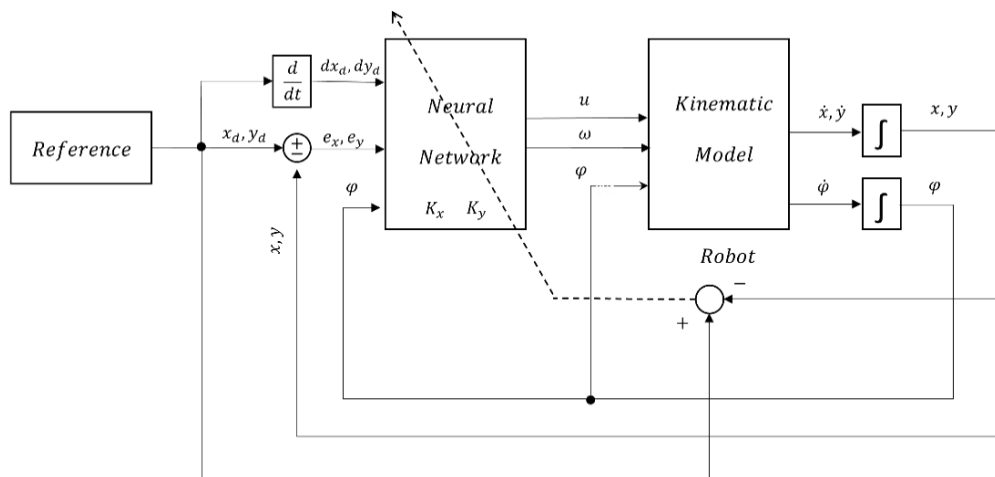 Reference
x_d, y_d
d
dt
dx_d, dy_d
±
e_x, e_y
φ
x, y
Neural
Network
K_x K_y
u
ω
φ
Kinematic
Model
ẋ, ẏ
φ̇
∫
∫
x, y
φ
Robot
−
+